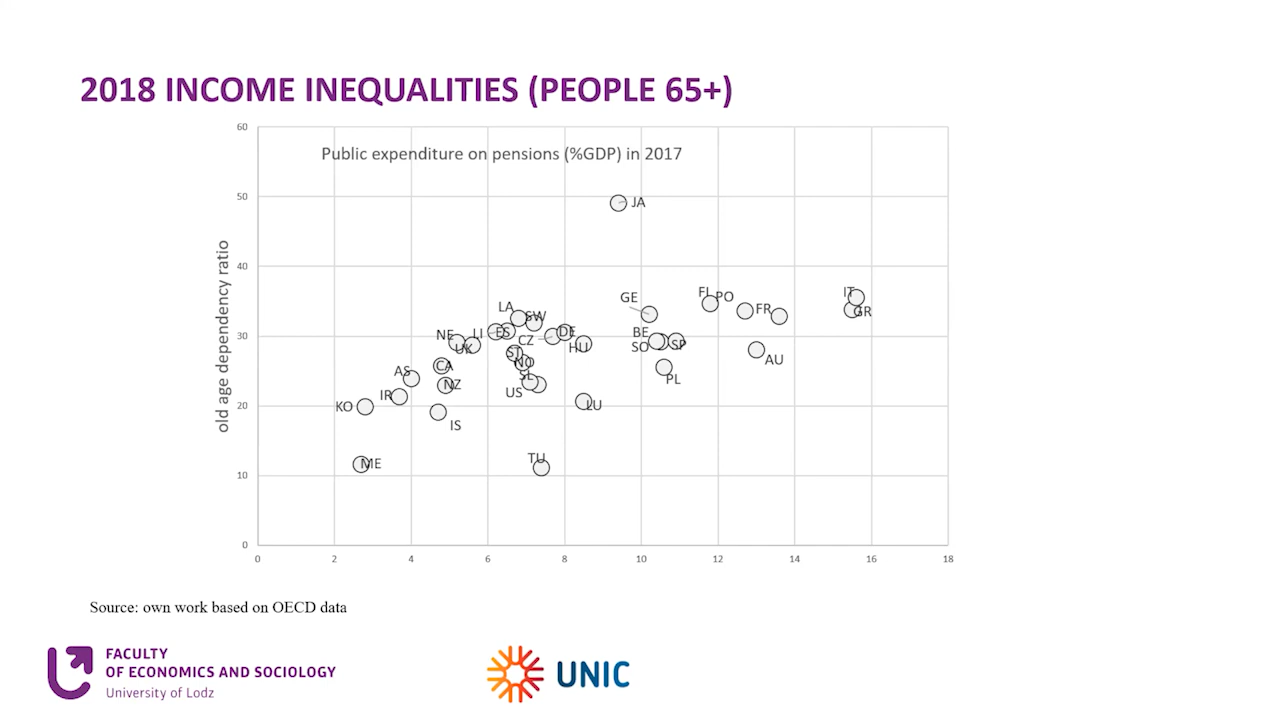 2018 INCOME INEQUALITIES (PEOPLE 65+)
60
Public expenditure on pensions (%GDP) in 2017
50
JA
old age dependency ratio
40
GE
FL
PO
IT
LA
SW
FR
GR
30
NE
LI
ES
DE
CZ
BE
UK
HU
SO
SP
ST
NO
AU
CA
AS
SL
PL
NZ
US
IR
20
KO
LU
IS
ME
TU
10
0
0 2 4 6 8 10 12 14 16 18
Source: own work based on OECD data
FACULTY
OF ECONOMICS AND SOCIOLOGY
University of Lodz
UNIC